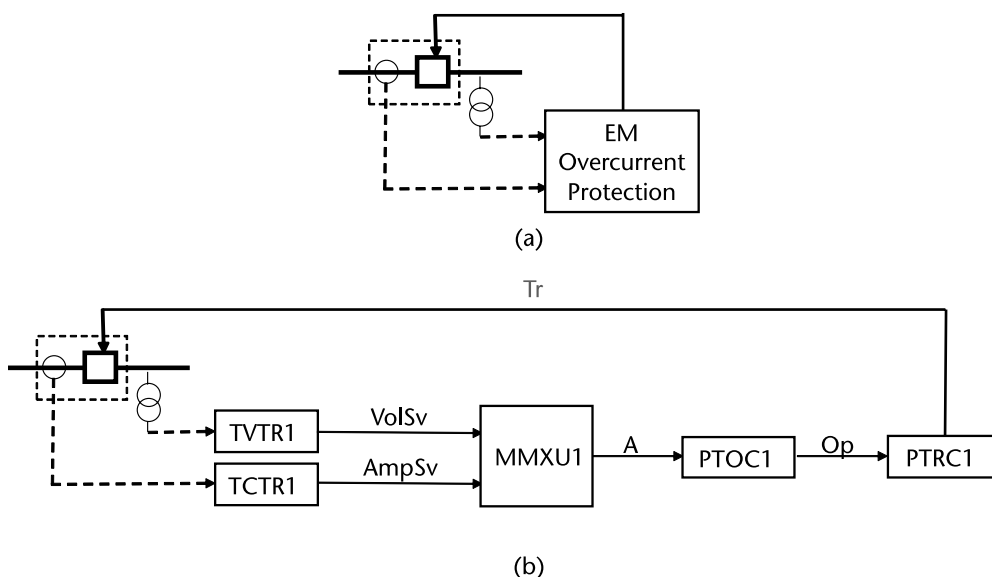 EM
Overcurrent
Protection
(a)
Tr
TVTR1
VolSv
MMXU1
A
PTOC1
Op
PTRC1
TCTR1
AmpSv
(b)